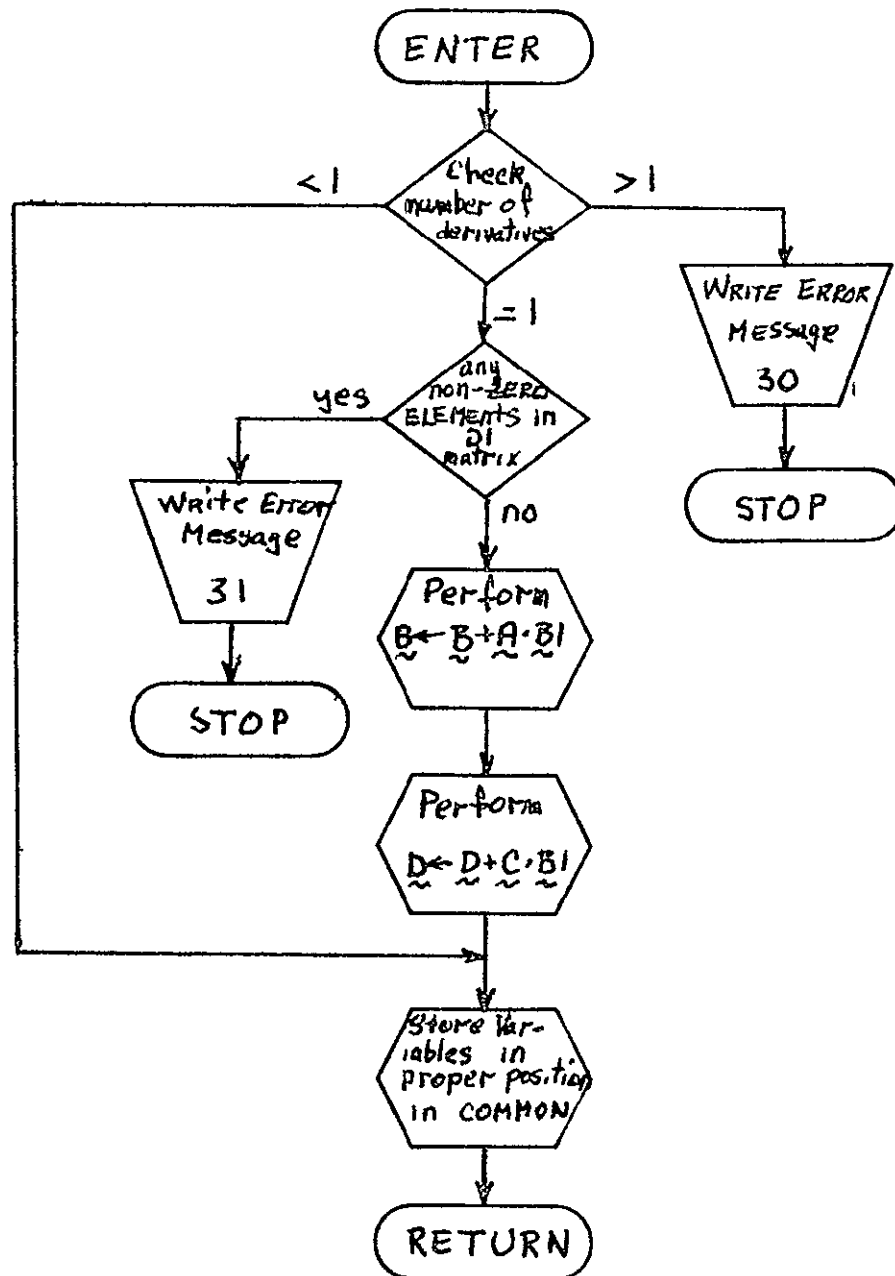 ENTER
<1
Check
number of
derivatives
>1
WRITE ERROR
Message
30
STOP
=1
any
non-ZERO
ELEMENTS in
D1
matrix
yes
Write Error
Message
31
STOP
no
Perform
B← B+A·B1
Perform
D← D+C·B1
Store Var-
iables in
proper position
in COMMON
RETURN